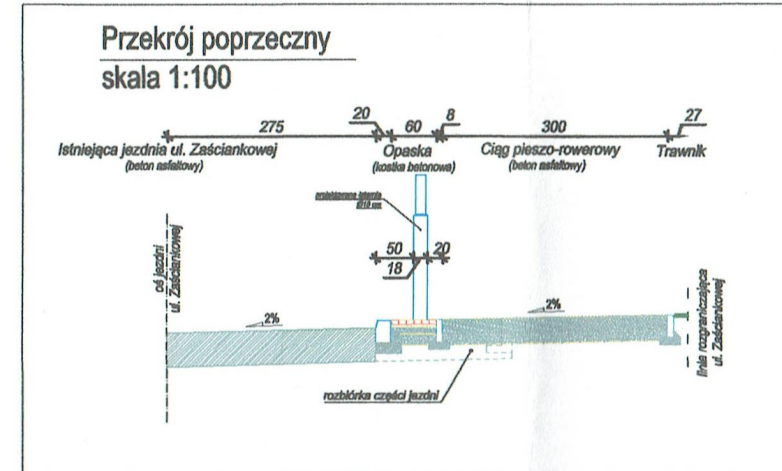 Przekrój poprzeczny
skala 1:100
20 60 8 27
275 300
Istniejąca jezdnia ul. Zaściankowej
(beton asfaltowy)
Opaska
(kostka betonowa)
Ciąg pieszo-rowerowy
(beton asfaltowy)
Trawnik
projektowana latarnia
50 20
18
oś jezdni
ul. Zaściankowej
2%
2%
linia rozgraniczająca
ul. Zaściankowej
rozbiórka części jezdni